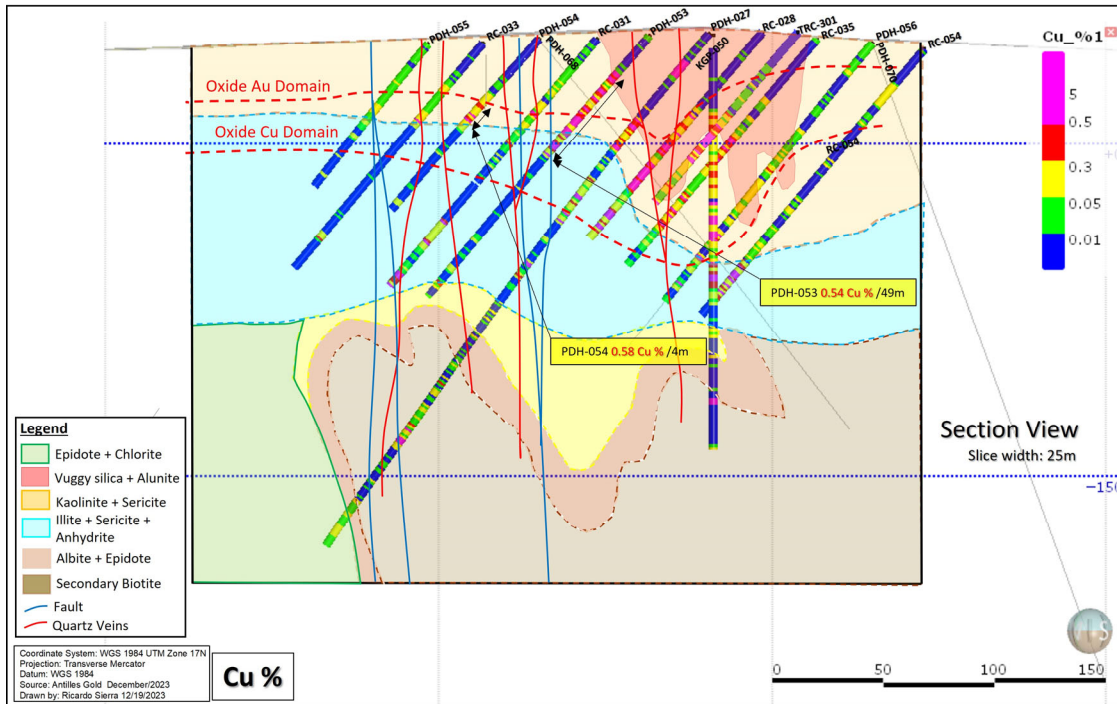 PDH-055
RC-033
PDH-054
PDH-068
RC-031
PDH-053
PDH-027
KGP-050
RC-028
TRC-301
RC-035
PDH-056
PDH-070
RC-054
Cu_%1
5
0.5
0.3
0.05
0.01
Oxide Au Domain
Oxide Cu Domain
RC-054
PDH-053 0.54 Cu % /49m
PDH-054 0.58 Cu % /4m
Section View
Slice width: 25m
−150
Legend
Epidote + Chlorite
Vuggy silica + Alunite
Kaolinite + Sericite
Illite + Sericite +
Anhydrite
Albite + Epidote
Secondary Biotite
Fault
Quartz Veins
Coordinate System: WGS 1984 UTM Zone 17N
Projection: Transverse Mercator
Datum: WGS 1984
Source: Antilles Gold December/2023
Drawn by: Ricardo Sierra 12/19/2023
Cu %
0 50 100 150